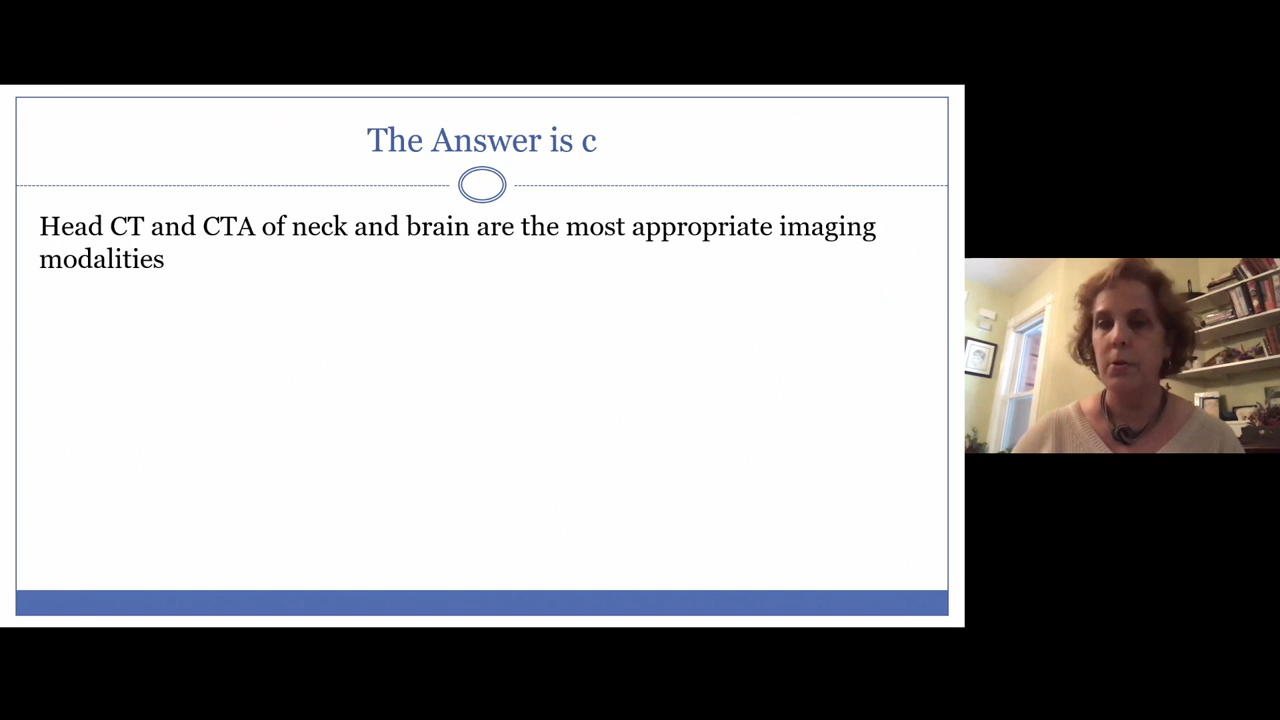 The Answer is c
Head CT and CTA of neck and brain are the most appropriate imaging
modalities